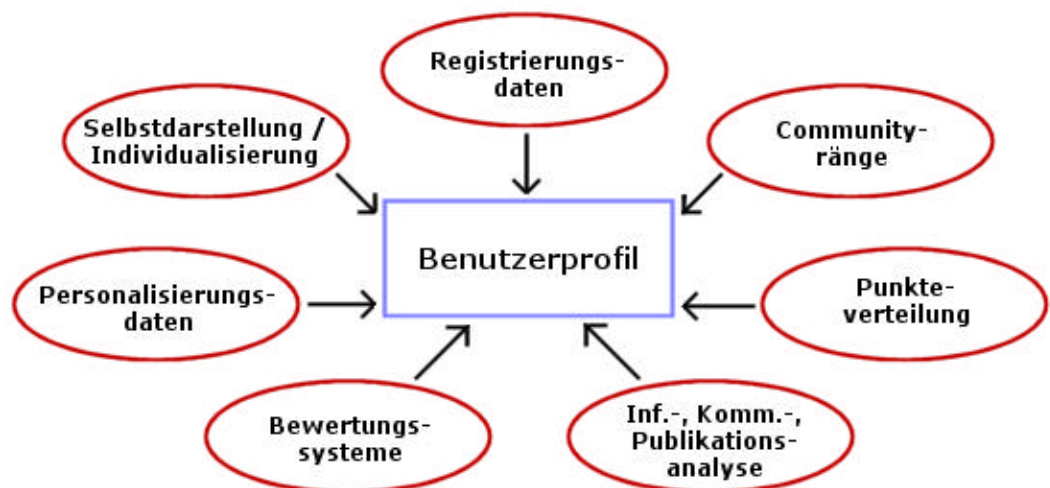 Registrierungs-
daten
Selbstdarstellung /
Individualisierung
Community-
ränge
Benutzerprofil
Personalisierungs-
daten
Punkte-
verteilung
Bewertungs-
systeme
Inf.-, Komm.-,
Publikations-
analyse